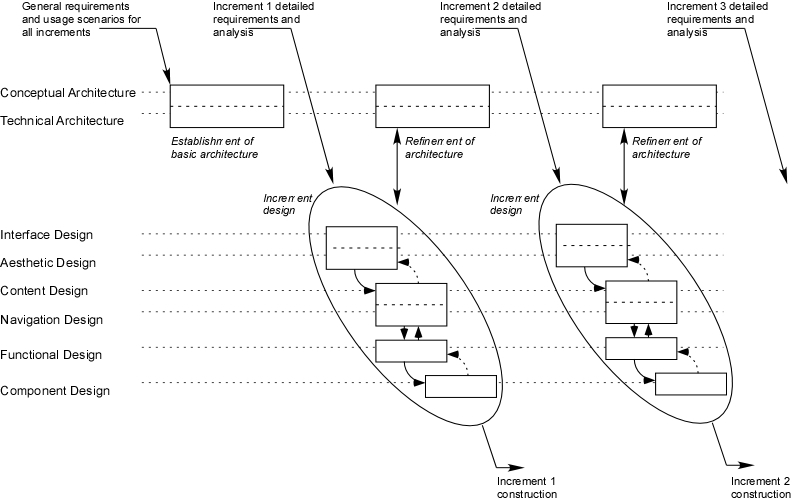 General requirements
and usage scenarios for
all increments
Increment 1 detailed
requirements and
analysis
Increment 2 detailed
requirements and
analysis
Increment 3 detailed
requirements and
analysis
Conceptual Architecture
Technical Architecture
Establishment of
basic architecture
Refinement of
architecture
Refinement of
architecture
Increment
design
Increment
design
Interface Design
Aesthetic Design
Content Design
Navigation Design
Functional Design
Component Design
Increment 1
construction
Increment 2
construction